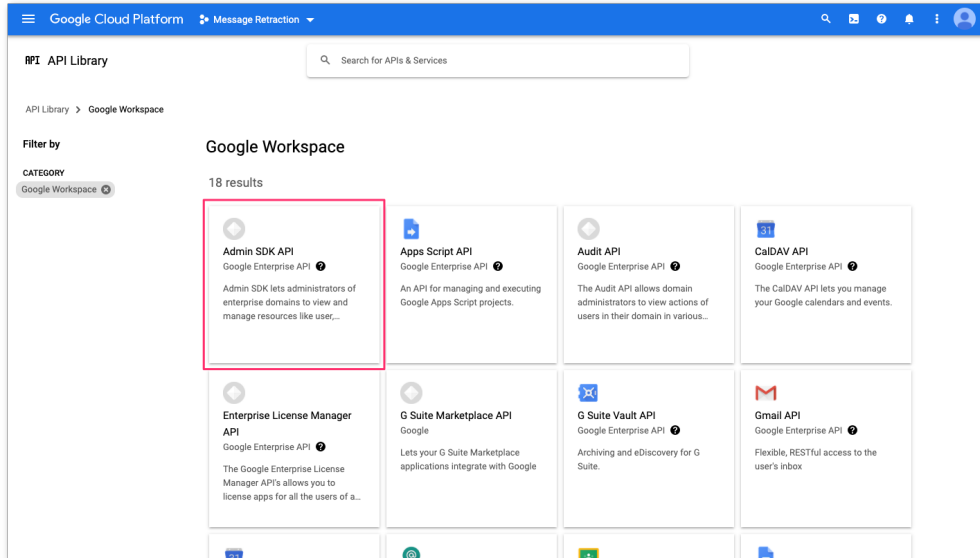 Google Cloud Platform
Message Retraction
API API Library
Search for APIs & Services
API Library > Google Workspace
Filter by
CATEGORY
Google Workspace
Google Workspace
18 results
Admin SDK API
Google Enterprise API
Admin SDK lets administrators of
enterprise domains to view and
manage resources like user,...
Apps Script API
Google Enterprise API
An API for managing and executing
Google Apps Script projects.
Audit API
Google Enterprise API
The Audit API allows domain
administrators to view actions of
users in their domain in various...
31
CalDAV API
Google Enterprise API
The CalDAV API lets you manage
your Google calendars and events.
Enterprise License Manager
API
Google Enterprise API
The Google Enterprise License
Manager API's allows you to
license apps for all the users of a...
G Suite Marketplace API
Google
Lets your G Suite Marketplace
applications integrate with Google
G Suite Vault API
Google Enterprise API
Archiving and eDiscovery for G
Suite.
Gmail API
Google Enterprise API
Flexible, RESTful access to the
user's inbox
31